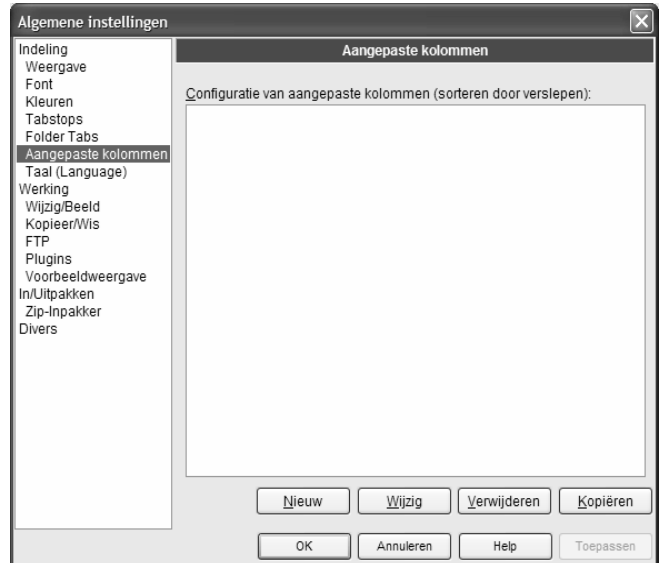 Algemene instellingen
Indeling
Weergave
Font
Kleuren
Tabstops
Folder Tabs
Aangepaste kolommen
Taal (Language)
Werking
Wijzig/Beeld
Kopieer/Wis
FTP
Plugins
Voorbeeldweergave
In/Uitpakken
Zip-Inpakker
Divers
Aangepaste kolommen
Configuratie van aangepaste kolommen (sorteren door verslepen):
Nieuw Wijzig Verwijderen Kopiëren
OK Annuleren Help Toepassen